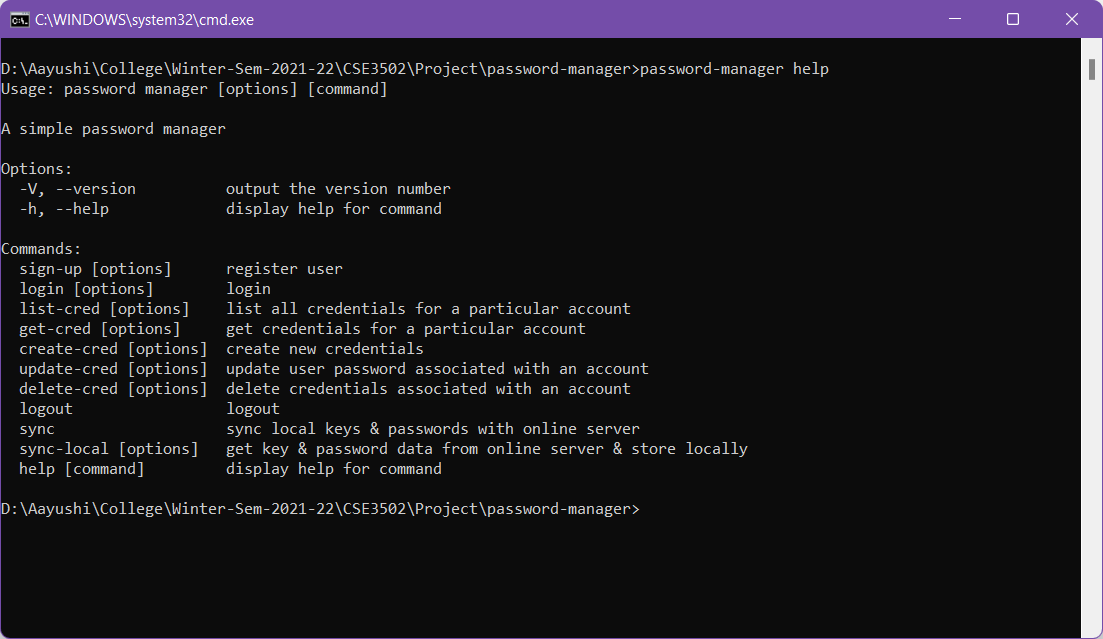 C:\WINDOWS\system32\cmd.exe
D:\Aayushi\College\Winter-Sem-2021-22\CSE3502\Project\password-manager>password-manager help
Usage: password manager [options] [command]
A simple password manager
Options:
  -V, --version          output the version number
  -h, --help             display help for command
Commands:
  sign-up [options]      register user
  login [options]        login
  list-cred [options]    list all credentials for a particular account
  get-cred [options]     get credentials for a particular account
  create-cred [options]  create new credentials
  update-cred [options]  update user password associated with an account
  delete-cred [options]  delete credentials associated with an account
  logout                 logout
  sync                   sync local keys & passwords with online server
  sync-local [options]   get key & password data from online server & store locally
  help [command]         display help for command
D:\Aayushi\College\Winter-Sem-2021-22\CSE3502\Project\password-manager>